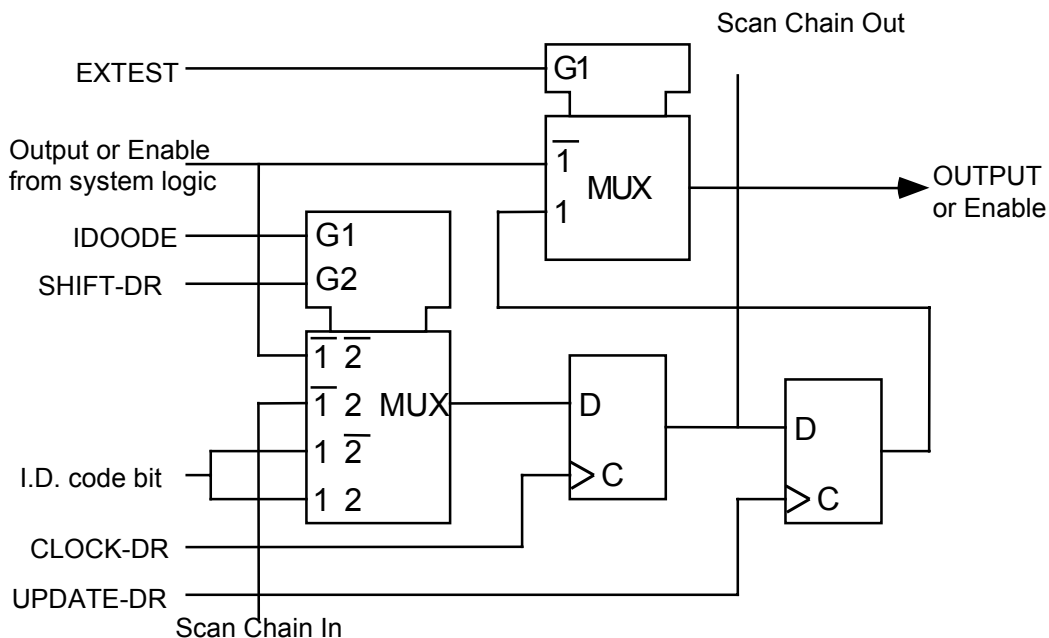 Scan Chain Out
EXTEST
G1
Output or Enable
from system logic
1
MUX
1
OUTPUT
or Enable
IDOODE
G1
SHIFT-DR
G2
1 2
1 2 MUX
1 2
1 2
D
C
D
C
I.D. code bit
CLOCK-DR
UPDATE-DR
Scan Chain In